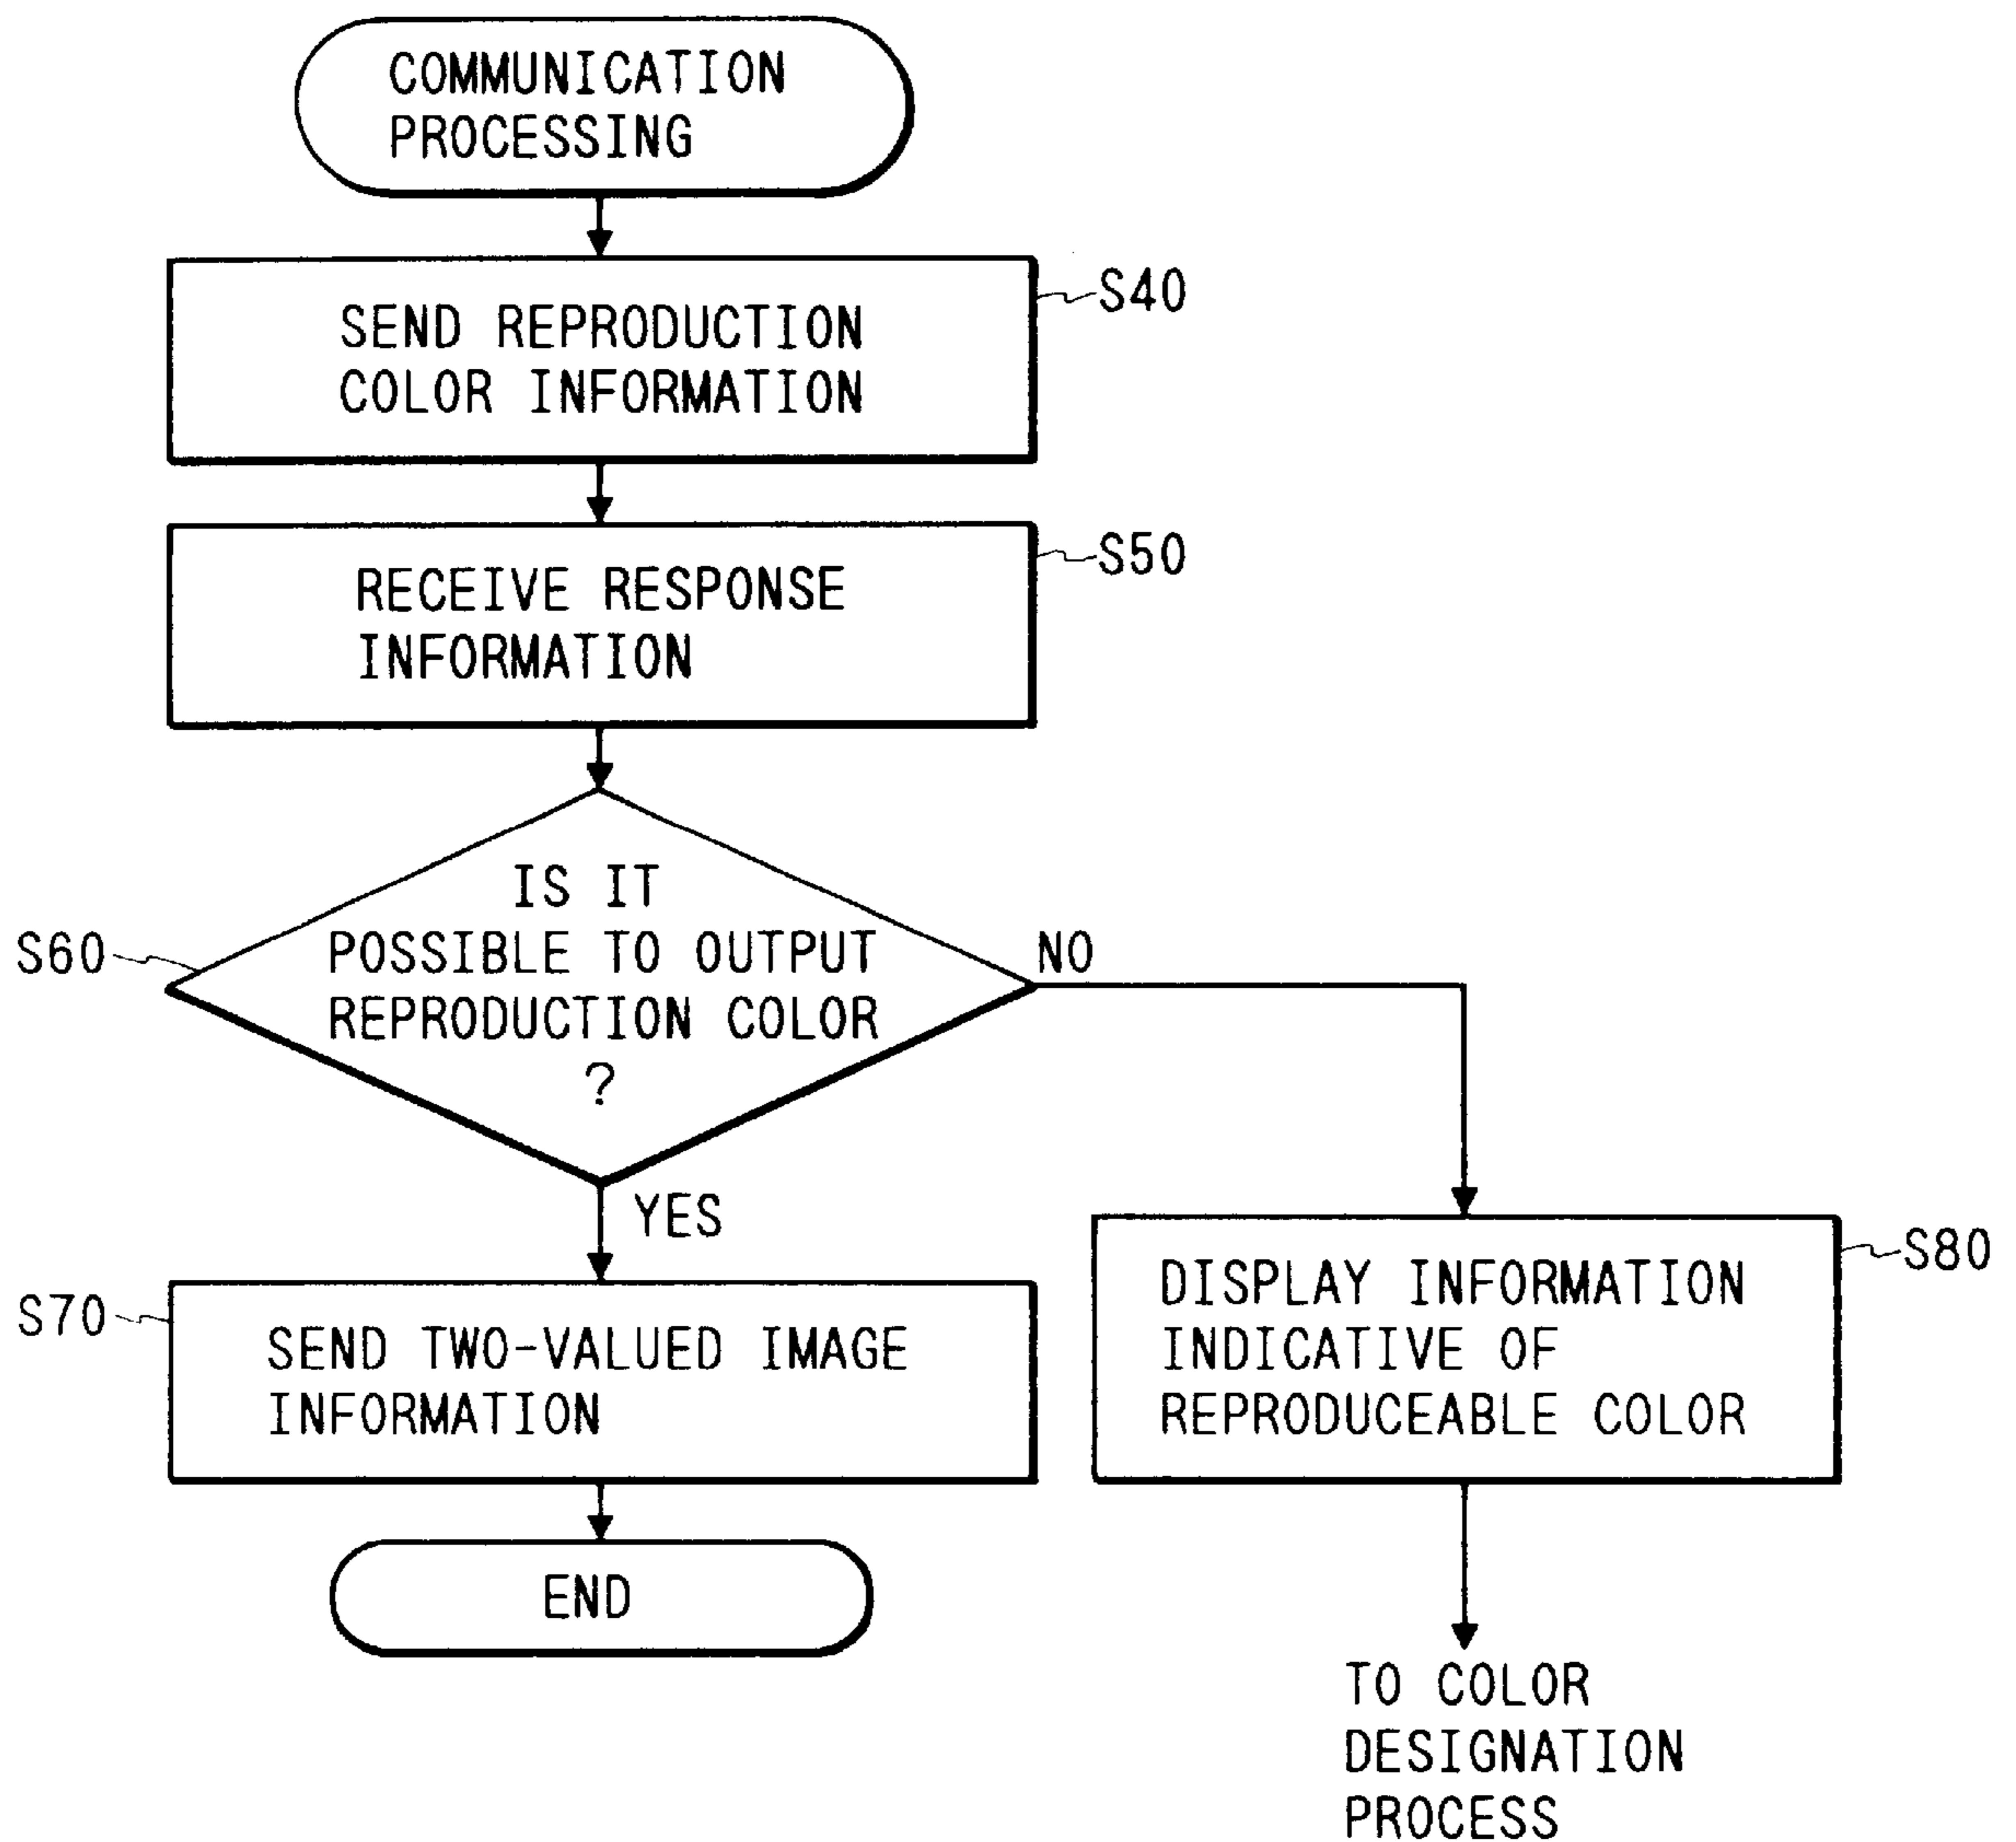 COMMUNICATION
PROCESSING
SEND REPRODUCTION
COLOR INFORMATION
S40
RECEIVE RESPONSE
INFORMATION
S50
IS IT
POSSIBLE TO OUTPUT
REPRODUCTION COLOR
?
S60
NO
YES
SEND TWO-VALUED IMAGE
INFORMATION
S70
DISPLAY INFORMATION
INDICATIVE OF
REPRODUCEABLE COLOR
S80
END
TO COLOR
DESIGNATION
PROCESS